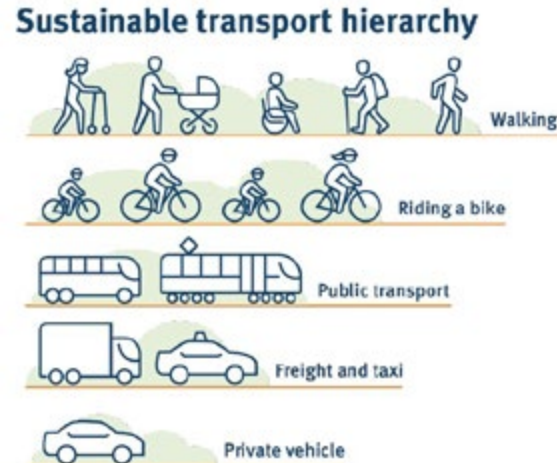 Sustainable transport hierarchy
Walking
Riding a bike
Public transport
Freight and taxi
Private vehicle